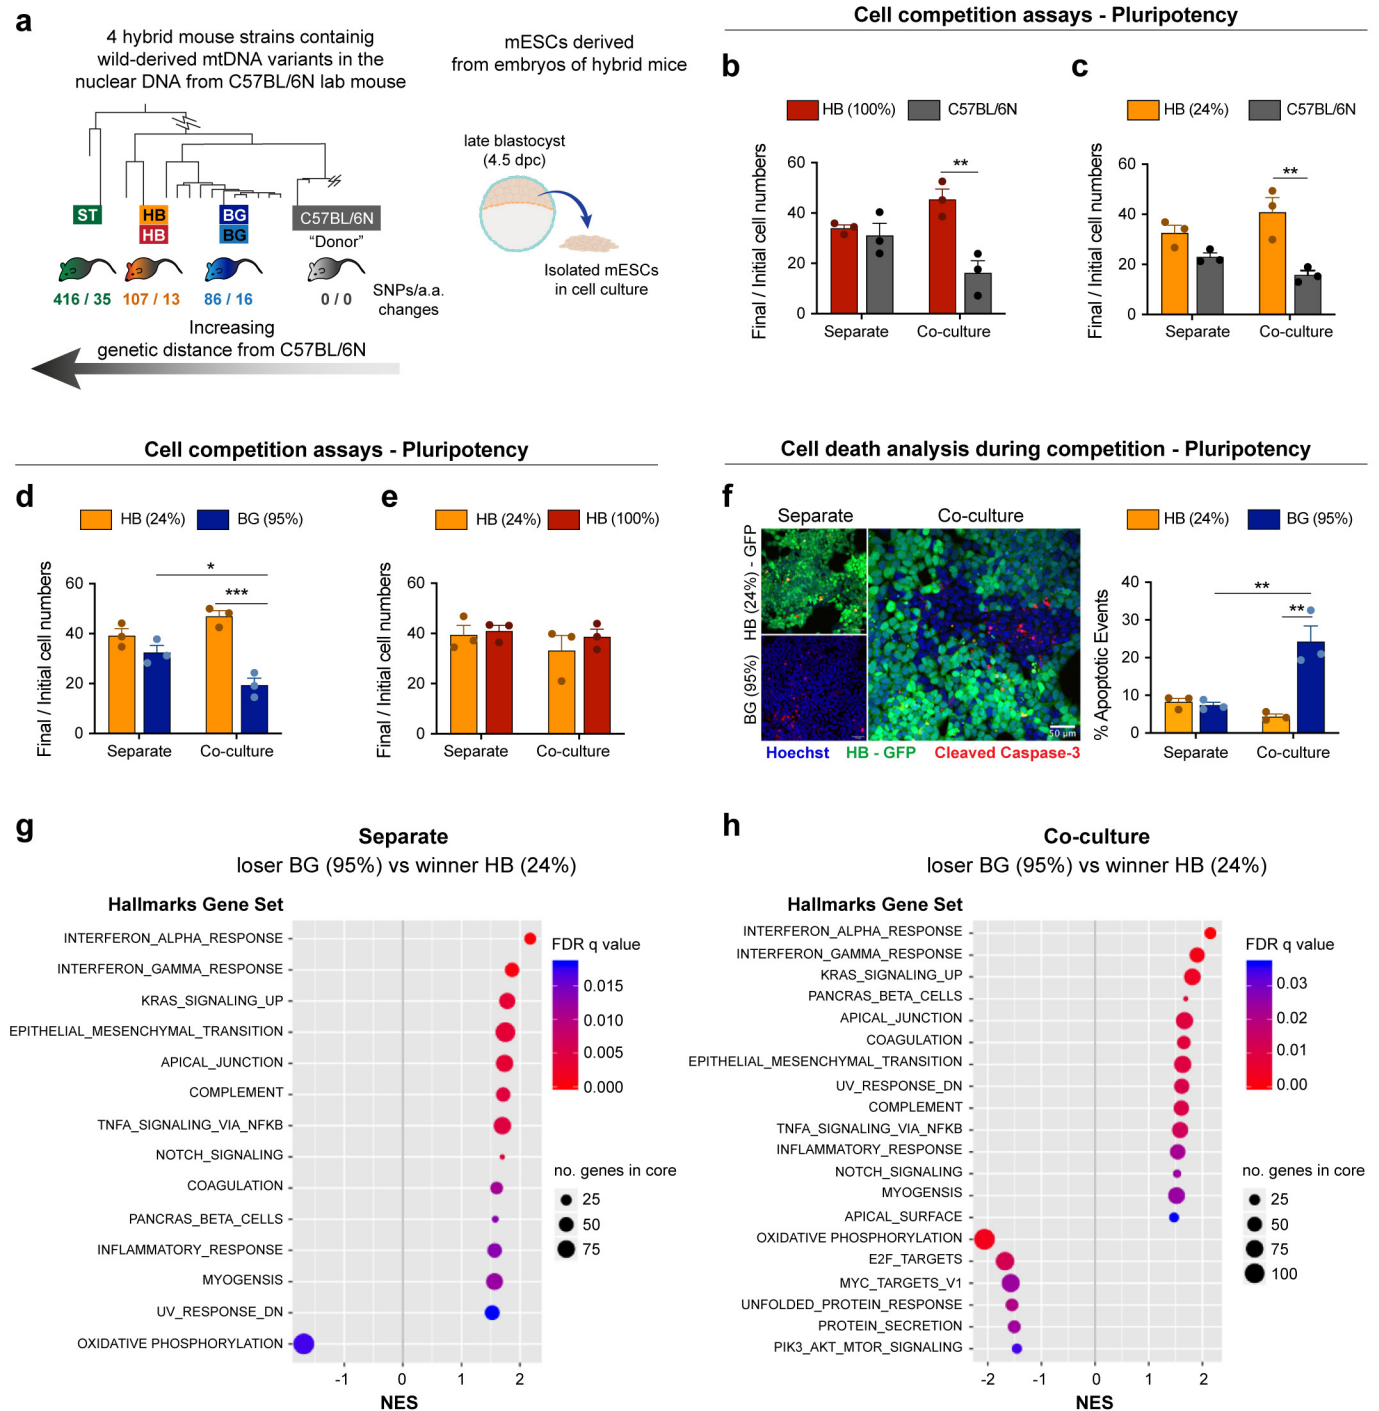 a
4 hybrid mouse strains containig
wild-derived mtDNA variants in the
nuclear DNA from C57BL/6N lab mouse
mESCs derived
from embryos of hybrid mice
late blastocyst
(4.5 dpc)
ST
HB
HB
BG
BG
C57BL/6N
“Donor”
Isolated mESCs
in cell culture
416 / 35
107 / 13
86 / 16
0 / 0
SNPs/a.a.
changes
Increasing
genetic distance from C57BL/6N
Cell competition assays - Pluripotency
b
HB (100%)
C57BL/6N
Final / Initial cell numbers
60
40
20
0
**
Separate
Co-culture
c
HB (24%)
C57BL/6N
Final / Initial cell numbers
60
40
20
0
**
Separate
Co-culture
Cell competition assays - Pluripotency
d
HB (24%)
BG (95%)
Final / Initial cell numbers
60
40
20
0
*
***
Separate
Co-culture
e
HB (24%)
HB (100%)
Final / Initial cell numbers
60
40
20
0
Separate
Co-culture
Cell death analysis during competition - Pluripotency
f
Separate
Co-culture
HB (24%) - GFP
BG (95%)
50 µm
Hoechst
HB - GFP
Cleaved Caspase-3
HB (24%)
BG (95%)
% Apoptotic Events
40
30
20
10
0
**
**
Separate
Co-culture
g
Separate
loser BG (95%) vs winner HB (24%)
Hallmarks Gene Set
INTERFERON_ALPHA_RESPONSE
INTERFERON_GAMMA_RESPONSE
KRAS_SIGNALING_UP
EPITHELIAL_MESENCHYMAL_TRANSITION
APICAL_JUNCTION
COMPLEMENT
TNFA_SIGNALING_VIA_NFKB
NOTCH_SIGNALING
COAGULATION
PANCRAS_BETA_CELLS
INFLAMMATORY_RESPONSE
MYOGENSIS
UV_RESPONSE_DN
OXIDATIVE PHOSPHORYLATION
-1
0
1
2
NES
FDR q value
0.015
0.010
0.005
0.000
no. genes in core
25
50
75
h
Co-culture
loser BG (95%) vs winner HB (24%)
Hallmarks Gene Set
INTERFERON_ALPHA_RESPONSE
INTERFERON_GAMMA_RESPONSE
KRAS_SIGNALING_UP
PANCRAS_BETA_CELLS
APICAL_JUNCTION
COAGULATION
EPITHELIAL_MESENCHYMAL_TRANSITION
UV_RESPONSE_DN
COMPLEMENT
TNFA_SIGNALING_VIA_NFKB
INFLAMMATORY_RESPONSE
NOTCH_SIGNALING
MYOGENSIS
APICAL_SURFACE
OXIDATIVE PHOSPHORYLATION
E2F_TARGETS
MYC_TARGETS_V1
UNFOLDED_PROTEIN_RESPONSE
PROTEIN_SECRETION
PIK3_AKT_MTOR_SIGNALING
-2
-1
0
1
2
NES
FDR q value
0.03
0.02
0.01
0.00
no. genes in core
25
50
75
100